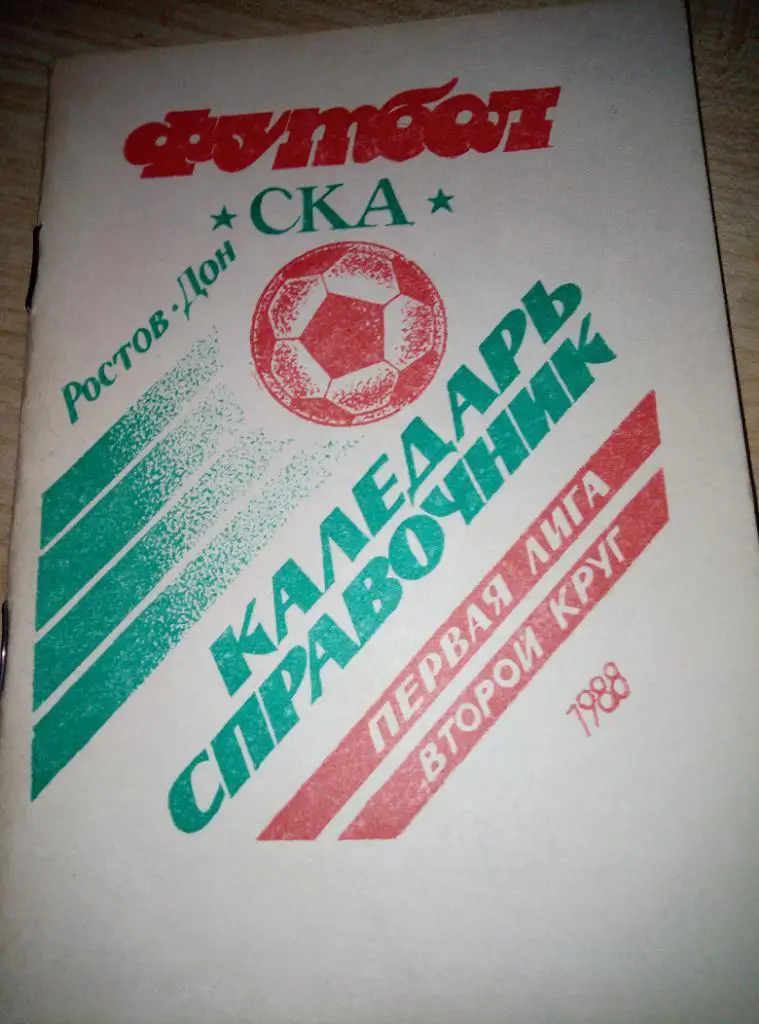 Футбол
★ СКА ★
Ростов·Дон
КАЛЕДАРЬ
СПРАВОЧНИК
ПЕРВАЯ ЛИГА
ВТОРОЙ КРУГ
1988